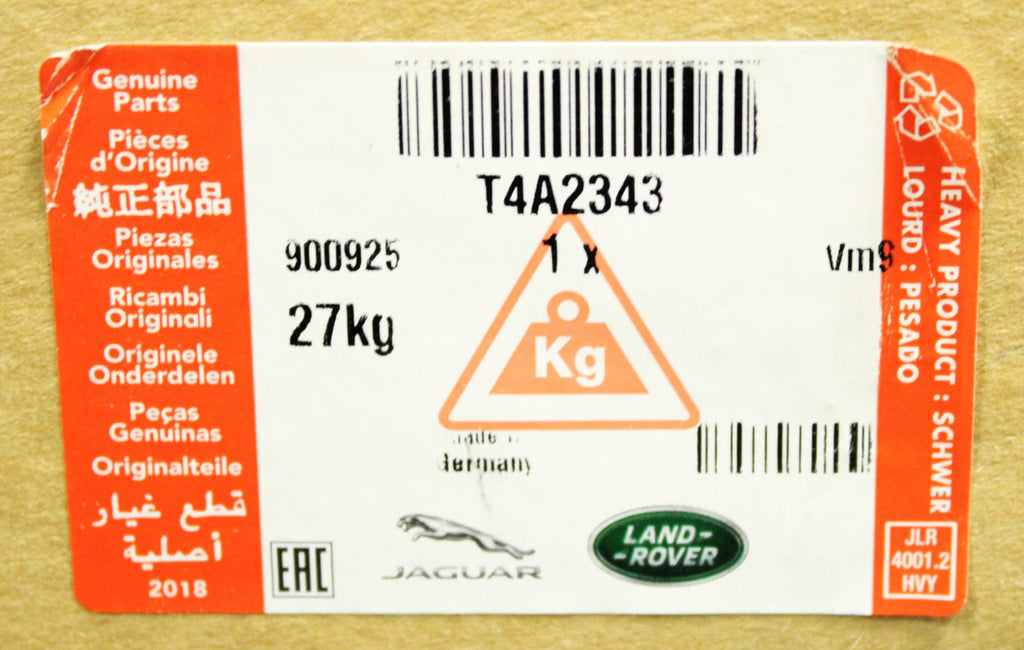 Genuine
Parts
Pièces
d'Origine
純正部品
Piezas
Originales
Ricambi
Originali
Originele
Onderdelen
Peças
Genuinas
Originalteile
قطع غيار
أصلية
2018
T4A2343
900925
1 x
Vm9
27kg
Kg
Germany
EAC
JAGUAR
LAND-
-ROVER
HEAVY PRODUCT : SCHWER
LOURD : PESADO
JLR
4001.2
HVY